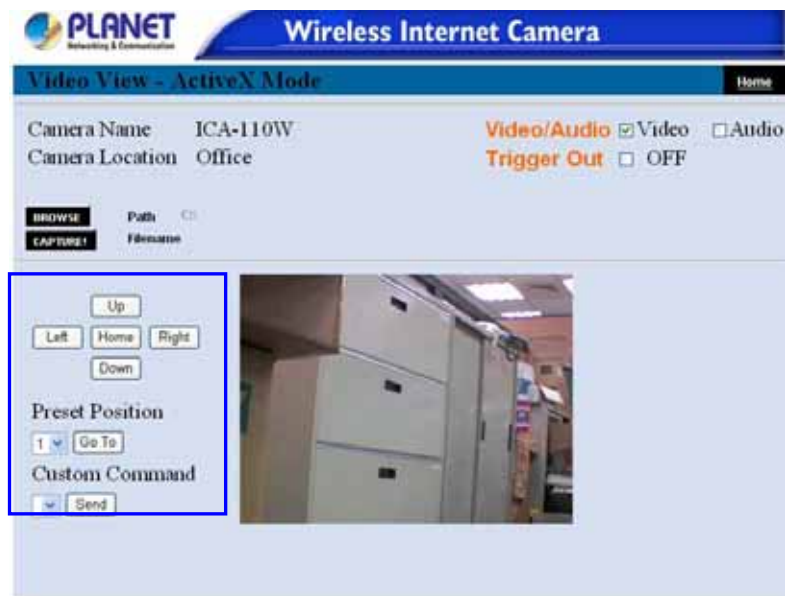 PLANET
Networking & Communication
Wireless Internet Camera
Video View - ActiveX Mode
Home
Camera Name ICA-110W
Video/Audio Video Audio
Camera Location Office
Trigger Out OFF
BROWSE Path
CAPTURE! Filename
Up
Left Home Right
Down
Preset Position
1 Go To
Custom Command
Send